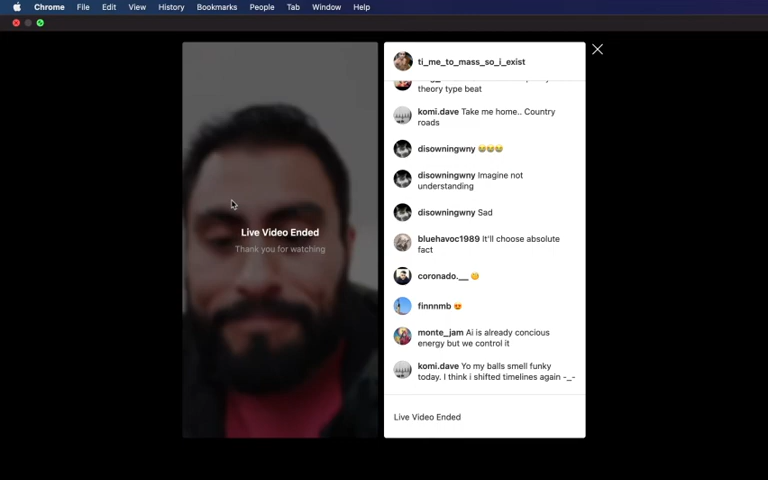 Chrome File Edit View History Bookmarks People Tab Window Help
ti_me_to_mass_so_i_exist
theory type beat
komi.dave Take me home.. Country
roads
disowningwny 😭😭😭
disowningwny Imagine not
understanding
disowningwny Sad
bluehavoc1989 It'll choose absolute
fact
coronado.__ 😊
finnnmb 😍
monte_jam Ai is already concious
energy but we control it
komi.dave Yo my balls smell funky
today. I think i shifted timelines again -_-
Live Video Ended
Live Video Ended
Thank you for watching